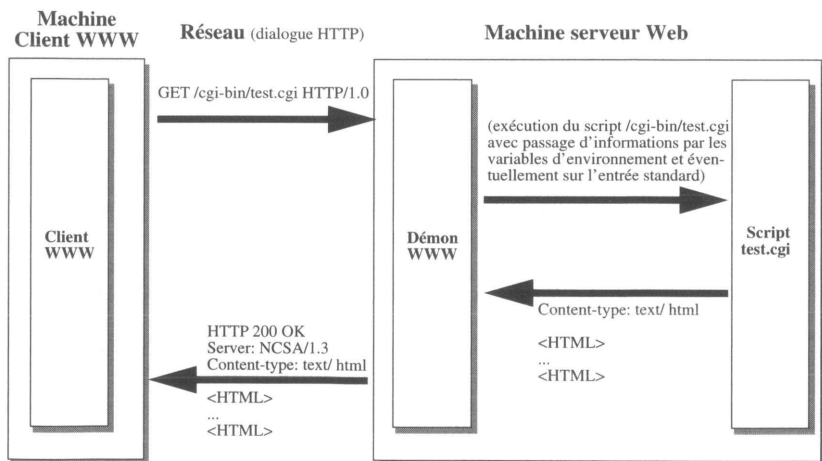 Machine
Client WWW
Réseau (dialogue HTTP)
Machine serveur Web
GET /cgi-bin/test.cgi HTTP/1.0
(exécution du script /cgi-bin/test.cgi
avec passage d'informations par les
variables d'environnement et éven-
tuellement sur l'entrée standard)
Client
WWW
Démon
WWW
Script
test.cgi
Content-type: text/ html
<HTML>
...
<HTML>
HTTP 200 OK
Server: NCSA/1.3
Content-type: text/ html
<HTML>
...
<HTML>